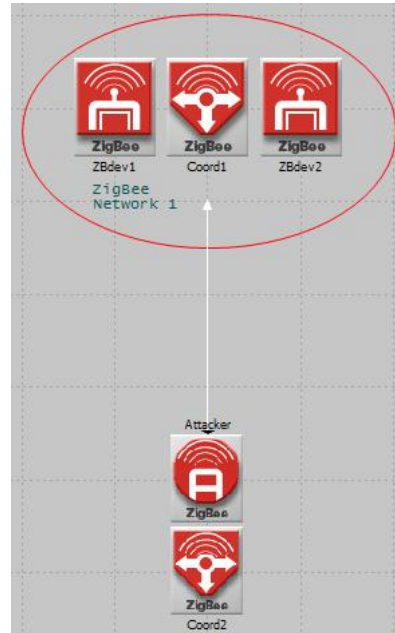 ZigBee ZigBee ZigBee
ZBdev1 Coord1 ZBdev2
ZigBee
Network 1
Attacker
A
ZigBee
ZigBee
Coord2